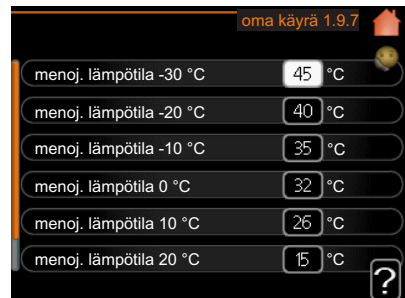 oma käyrä 1.9.7
menoj. lämpötila -30 °C 45 °C
menoj. lämpötila -20 °C 40 °C
menoj. lämpötila -10 °C 35 °C
menoj. lämpötila 0 °C 32 °C
menoj. lämpötila 10 °C 26 °C
menoj. lämpötila 20 °C 15 °C
?